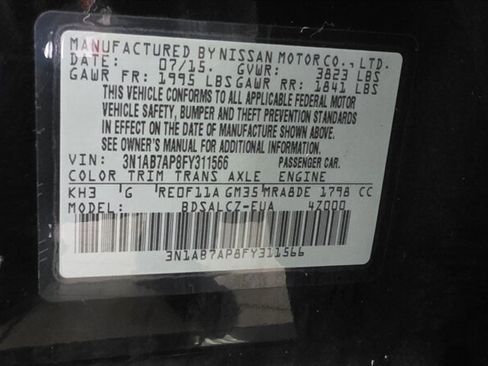 MANUFACTURED BY NISSAN MOTOR CO., LTD.
DATE: 07/15. GVWR: 3823 LBS
GAWR FR: 1995 LBS GAWR RR: 1841 LBS
THIS VEHICLE CONFORMS TO ALL APPLICABLE FEDERAL MOTOR
VEHICLE SAFETY, BUMPER AND THEFT PREVENTION STANDARDS
IN EFFECT ON THE DATE OF MANUFACTURE SHOWN ABOVE.
SEE OWNER'S MANUAL FOR ADDITIONAL INFORMATION.
VIN: 3N1AB7AP8FY311566 PASSENGER CAR.
COLOR TRIM TRANS AXLE ENGINE
KH3 G RE0F11A GM35 MRA8DE 1798 CC
MODEL: BDSALCZ-EUA 4Z000
3N1AB7AP8FY311566